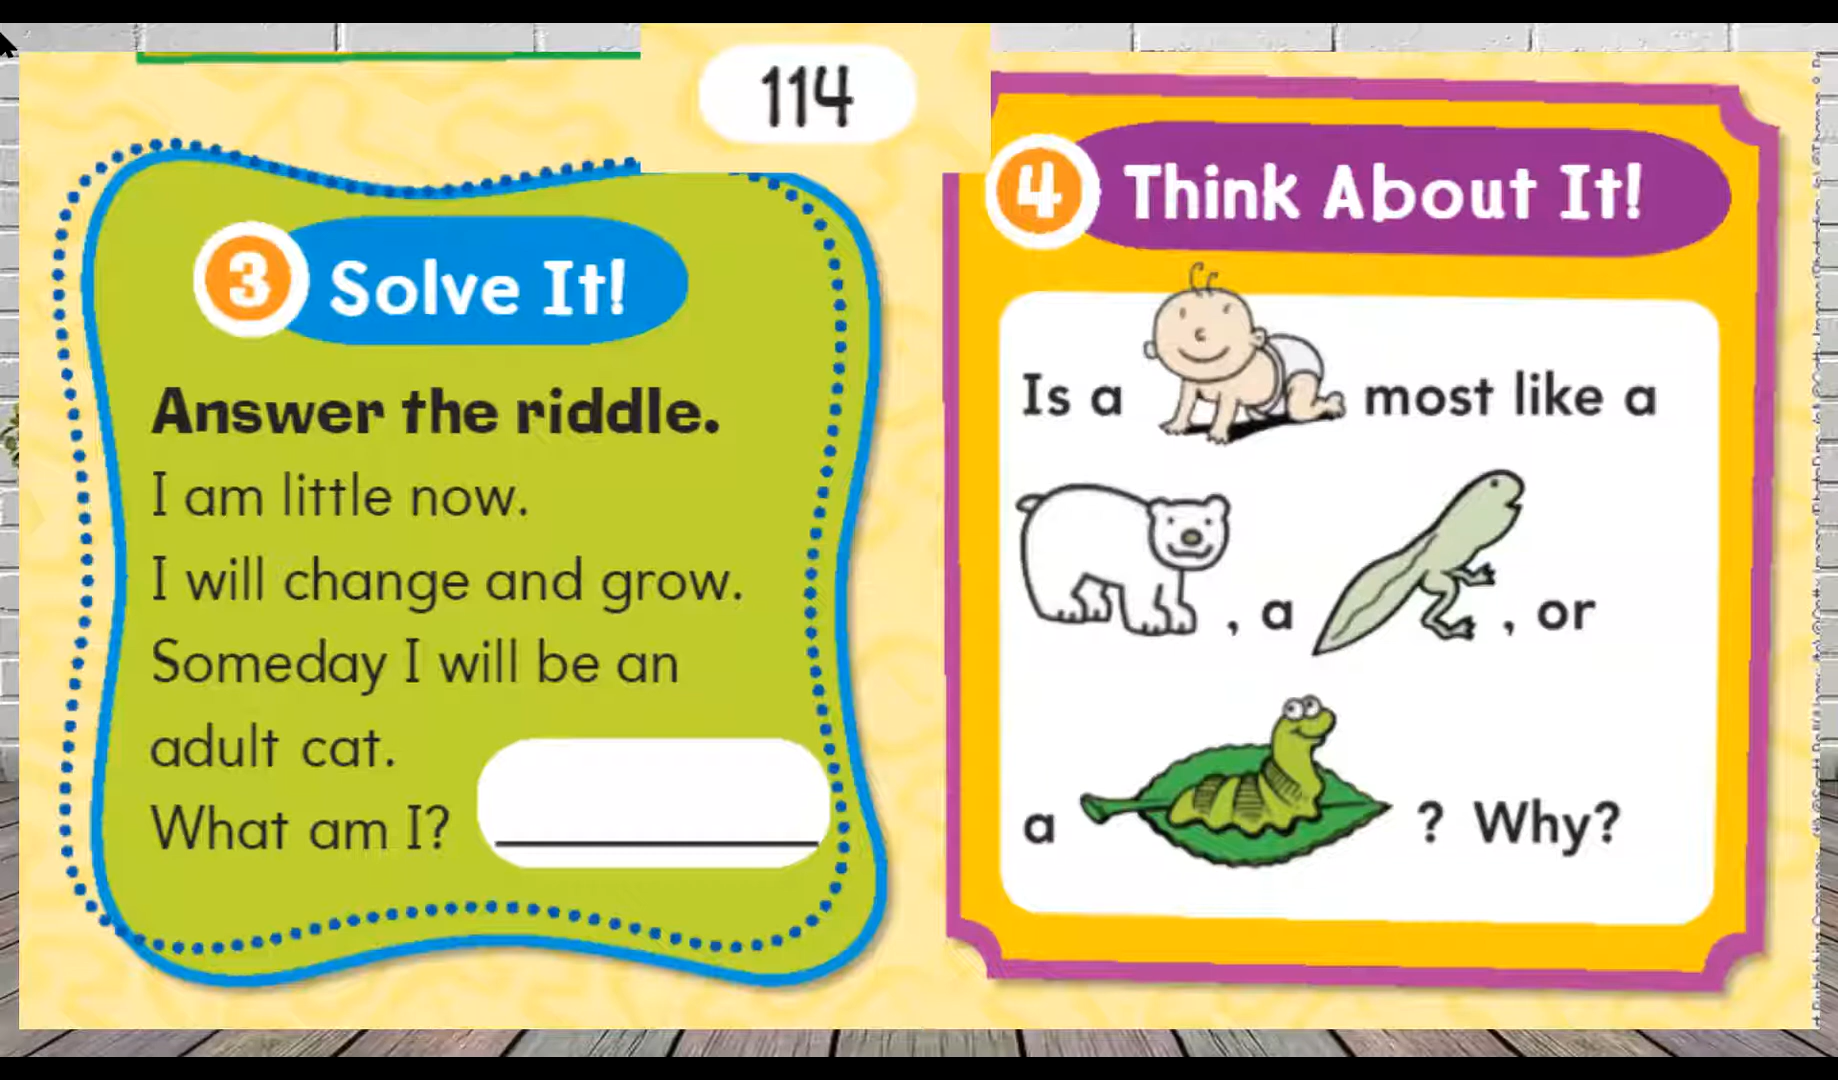 114
3 Solve It!
Answer the riddle.
I am little now.
I will change and grow.
Someday I will be an
adult cat.
What am I?
4 Think About It!
Is a most like a
, a , or
a ? Why?